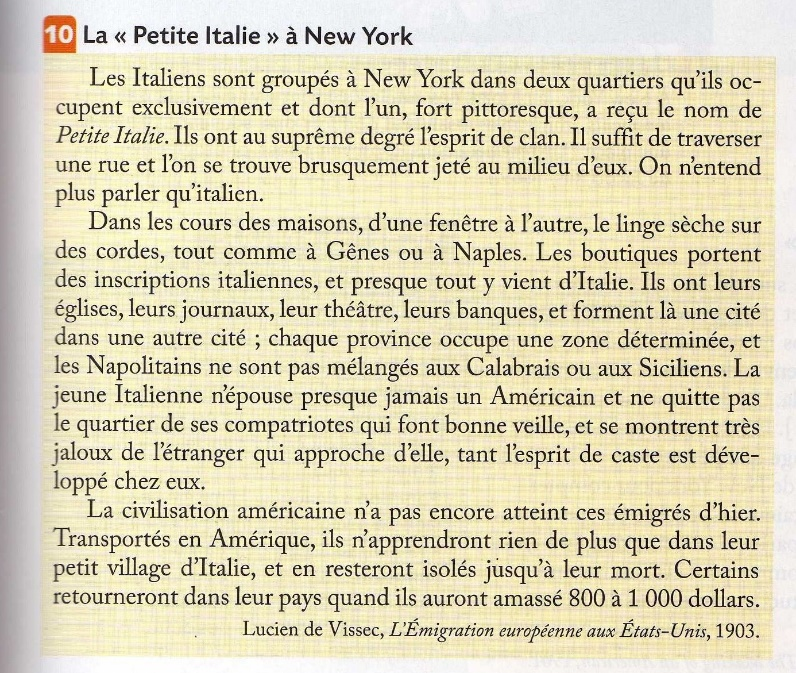 10 La « Petite Italie » à New York
Les Italiens sont groupés à New York dans deux quartiers qu'ils oc-
cupent exclusivement et dont l'un, fort pittoresque, a reçu le nom de
Petite Italie. Ils ont au suprême degré l'esprit de clan. Il suffit de traverser
une rue et l'on se trouve brusquement jeté au milieu d'eux. On n'entend
plus parler qu'italien.
Dans les cours des maisons, d'une fenêtre à l'autre, le linge sèche sur
des cordes, tout comme à Gênes ou à Naples. Les boutiques portent
des inscriptions italiennes, et presque tout y vient d'Italie. Ils ont leurs
églises, leurs journaux, leur théâtre, leurs banques, et forment là une cité
dans une autre cité ; chaque province occupe une zone déterminée, et
les Napolitains ne sont pas mélangés aux Calabrais ou aux Siciliens. La
jeune Italienne n'épouse presque jamais un Américain et ne quitte pas
le quartier de ses compatriotes qui font bonne veille, et se montrent très
jaloux de l'étranger qui approche d'elle, tant l'esprit de caste est déve-
loppé chez eux.
La civilisation américaine n'a pas encore atteint ces émigrés d'hier.
Transportés en Amérique, ils n'apprendront rien de plus que dans leur
petit village d'Italie, et en resteront isolés jusqu'à leur mort. Certains
retourneront dans leur pays quand ils auront amassé 800 à 1 000 dollars.
Lucien de Vissec, L'Émigration européenne aux États-Unis, 1903.